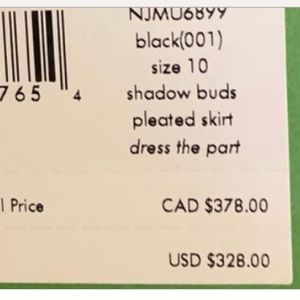 NJMU6899
black(001)
size 10
765 4
shadow buds
pleated skirt
dress the part
l Price CAD $378.00
USD $328.00